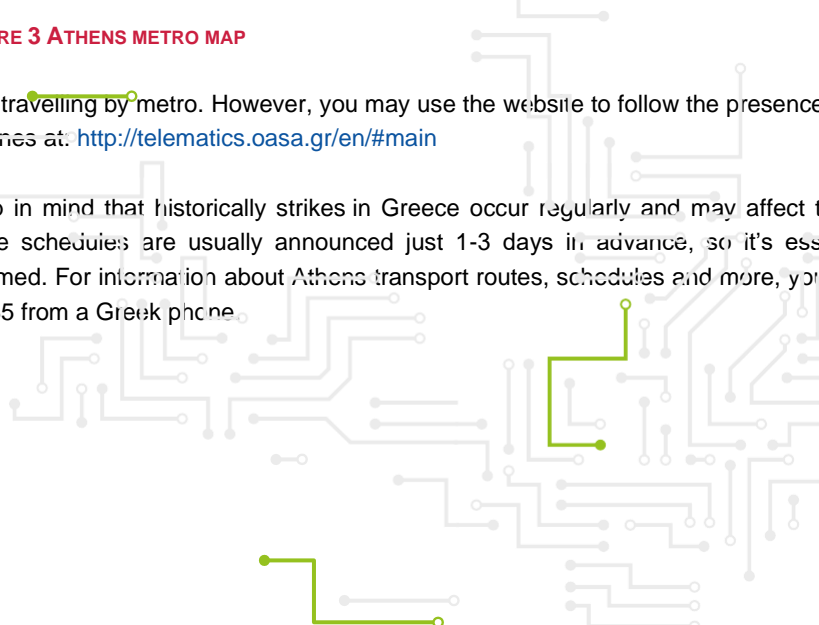 RE 3 ATHENS METRO MAP
travelling by metro. However, you may use the website to follow the presence
nes at: http://telematics.oasa.gr/en/#main
in mind that historically strikes in Greece occur regularly and may affect
e schedules are usually announced just 1-3 days in advance, so it's ess
med. For information about Athens transport routes, schedules and more, you
5 from a Greek phone.